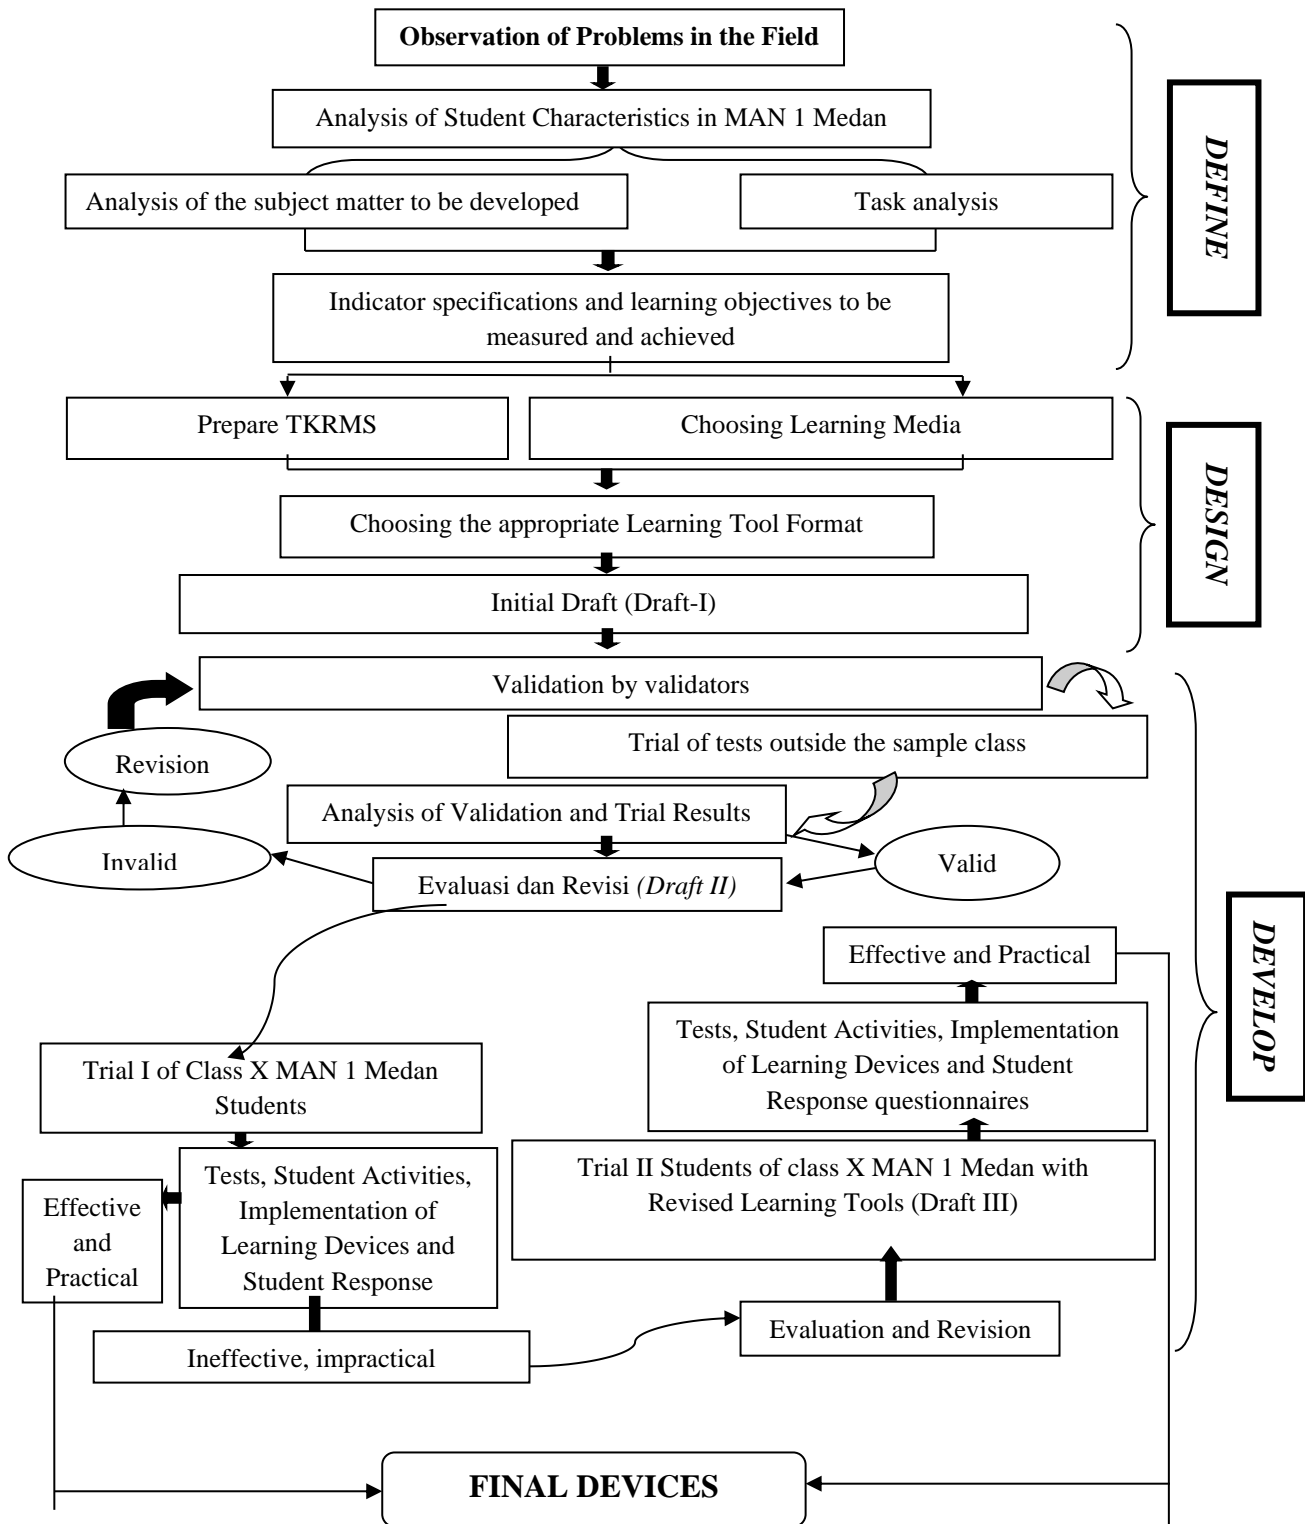 Observation of Problems in the Field
Analysis of Student Characteristics in MAN 1 Medan
Analysis of the subject matter to be developed
Task analysis
Indicator specifications and learning objectives to be
measured and achieved
DEFINE
Prepare TKRMS
Choosing Learning Media
Choosing the appropriate Learning Tool Format
Initial Draft (Draft-I)
DESIGN
Validation by validators
Trial of tests outside the sample class
Revision
Analysis of Validation and Trial Results
Invalid
Evaluasi dan Revisi (Draft II)
Valid
Effective and Practical
Tests, Student Activities, Implementation
of Learning Devices and Student
Response questionnaires
DEVELOP
Trial I of Class X MAN 1 Medan
Students
Trial II Students of class X MAN 1 Medan with
Revised Learning Tools (Draft III)
Tests, Student Activities,
Implementation of
Learning Devices and
Student Response
Effective
and
Practical
Evaluation and Revision
Ineffective, impractical
FINAL DEVICES